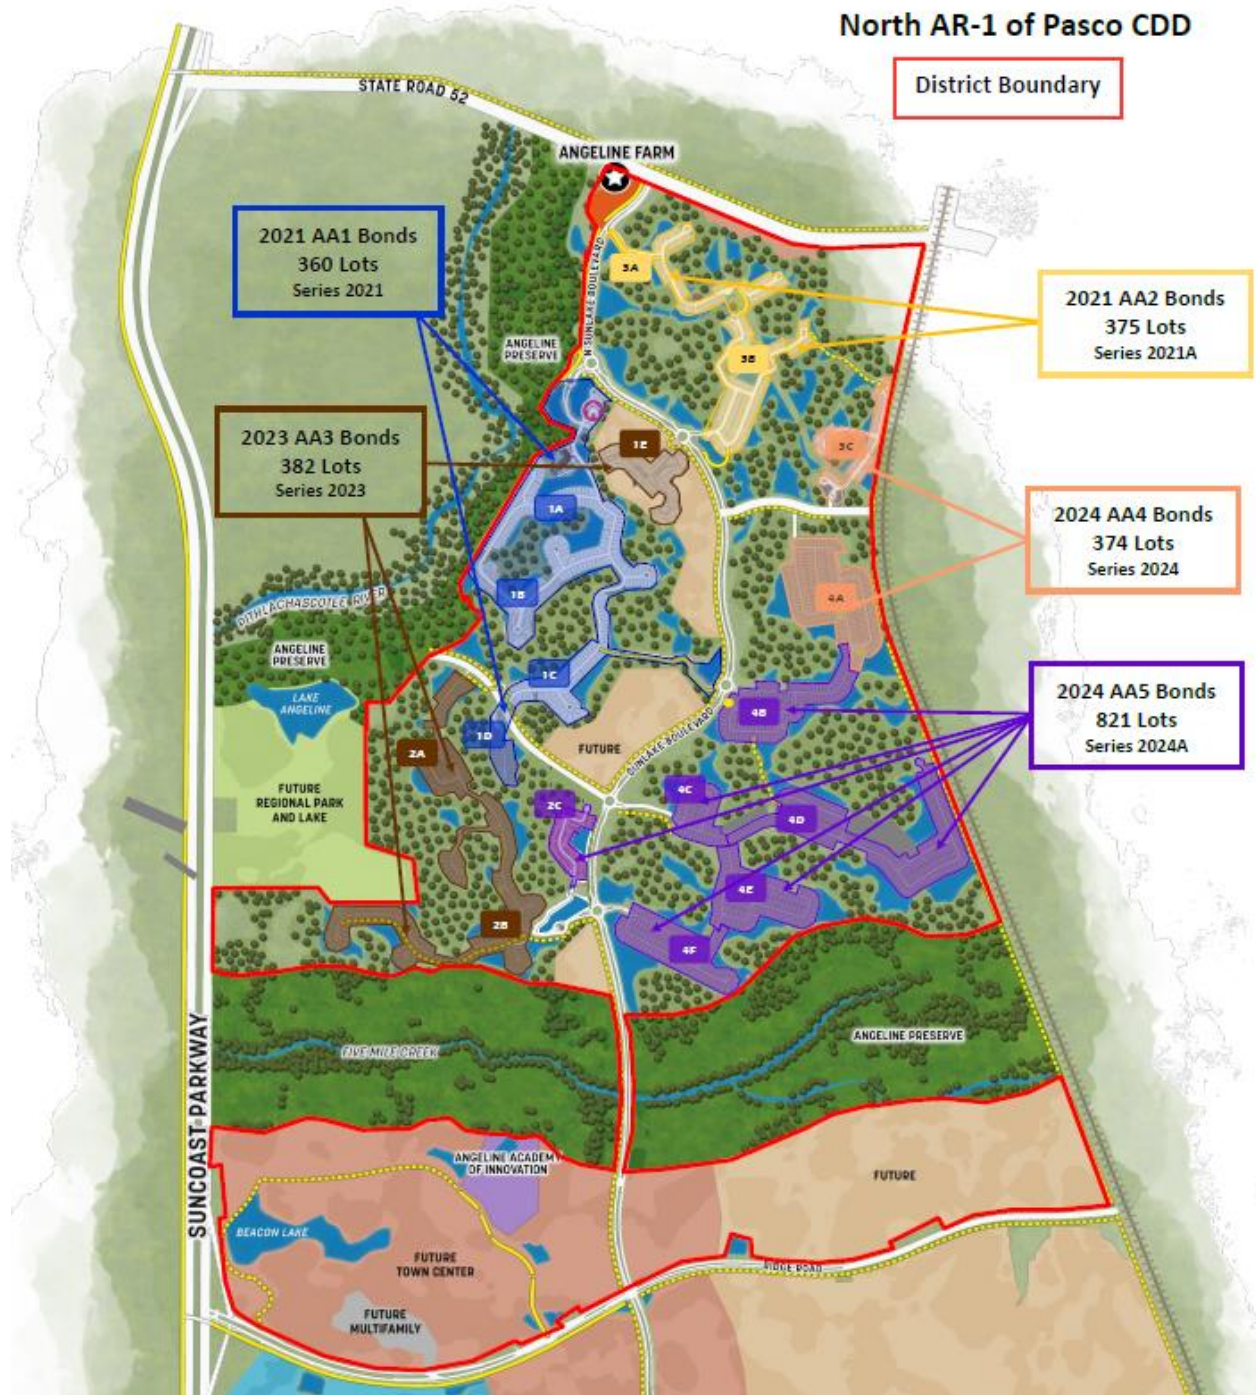 North AR-1 of Pasco CDD
District Boundary
STATE ROAD 52
ANGELINE FARM
2021 AA1 Bonds
360 Lots
Series 2021
N SUNLAKE BOULEVARD
3A
2021 AA2 Bonds
375 Lots
Series 2021A
ANGELINE
PRESERVE
3B
2023 AA3 Bonds
382 Lots
Series 2023
1E
3C
1A
2024 AA4 Bonds
374 Lots
Series 2024
1B
4A
DITHLACHASCOTEE RIVER
ANGELINE
PRESERVE
1C
LAKE
ANGELINE
2024 AA5 Bonds
821 Lots
Series 2024A
4B
1D
2A
FUTURE
SUNLAKE BOULEVARD
FUTURE
REGIONAL PARK
AND LAKE
4C
2C
4D
4E
2B
4F
SUNCOAST PARKWAY
FIVE MILE CREEK
ANGELINE PRESERVE
ANGELINE ACADEMY
OF INNOVATION
FUTURE
BEACON LAKE
FUTURE
TOWN CENTER
RIDGE ROAD
FUTURE
MULTIFAMILY